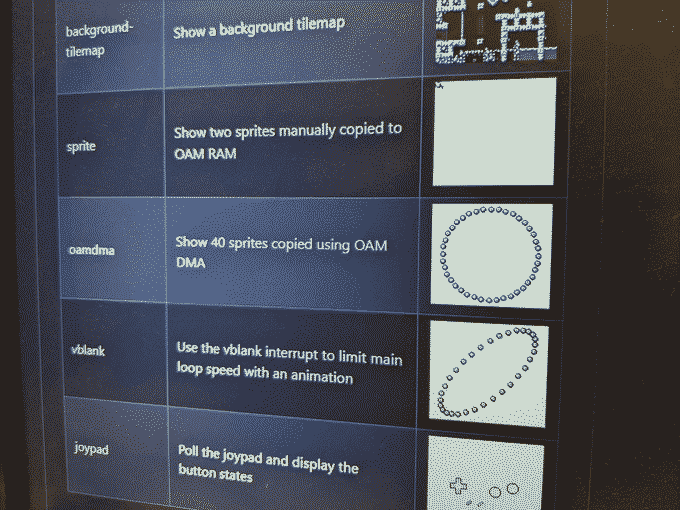 background-
tilemap
Show a background tilemap
sprite
Show two sprites manually copied to
OAM RAM
oamdma
Show 40 sprites copied using OAM
DMA
vblank
Use the vblank interrupt to limit main
loop speed with an animation
joypad
Poll the joypad and display the
button states